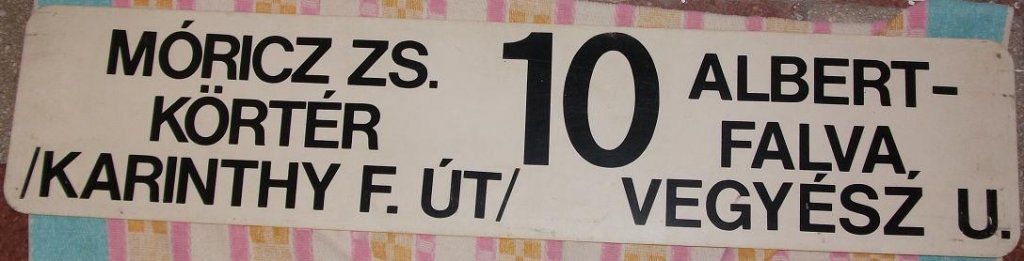 MÓRICZ ZS.
KÖRTÉR
/KARINTHY F. ÚT/
10
ALBERT-
FALVA,
VEGYÉSZ U.